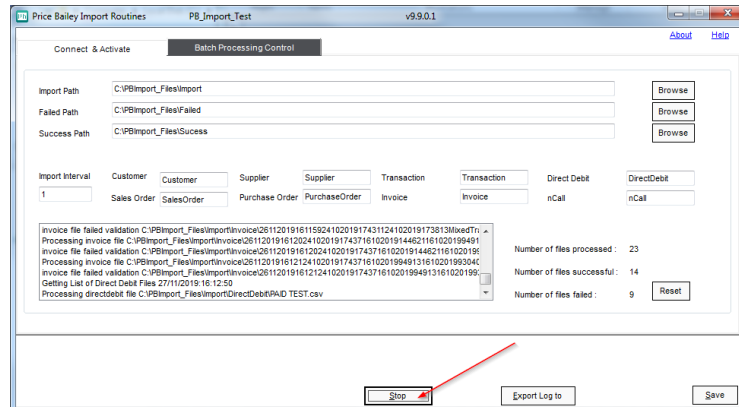 Price Bailey Import Routines PB_Import_Test v9.9.0.1
About Help
Connect & Activate Batch Processing Control
Import Path C:\PBImport_Files\Import Browse
Failed Path C:\PBImport_Files\Failed Browse
Success Path C:\PBImport_Files\Sucess Browse
Import Interval Customer Customer Supplier Supplier Transaction Transaction Direct Debit DirectDebit
1 Sales Order SalesOrder Purchase Order PurchaseOrder Invoice Invoice nCall nCall
invoice file failed validation C:\PBImport_Files\Import\Invoice\261120191611592410201917431124102019173813MixedTra
Processing invoice file C:\PBImport_Files\Import\Invoice\2611201916120241020191743716102019144621161020199491
invoice file failed validation C:\PBImport_Files\Import\Invoice\26112019161202410201917437161020191446211610201995
Processing invoice file C:\PBImport_Files\Import\Invoice\2611201916121241020191743716102019949131610201993040
invoice file failed validation C:\PBImport_Files\Import\Invoice\26112019161212410201917437161020199491316102019930
Getting List of Direct Debit Files 27/11/2019:16:12:50
Processing directdebit file C:\PBImport_Files\Import\DirectDebit\PAID TEST.csv
Number of files processed : 23
Number of files successful : 14
Number of files failed : 9 Reset
Stop Export Log to Save